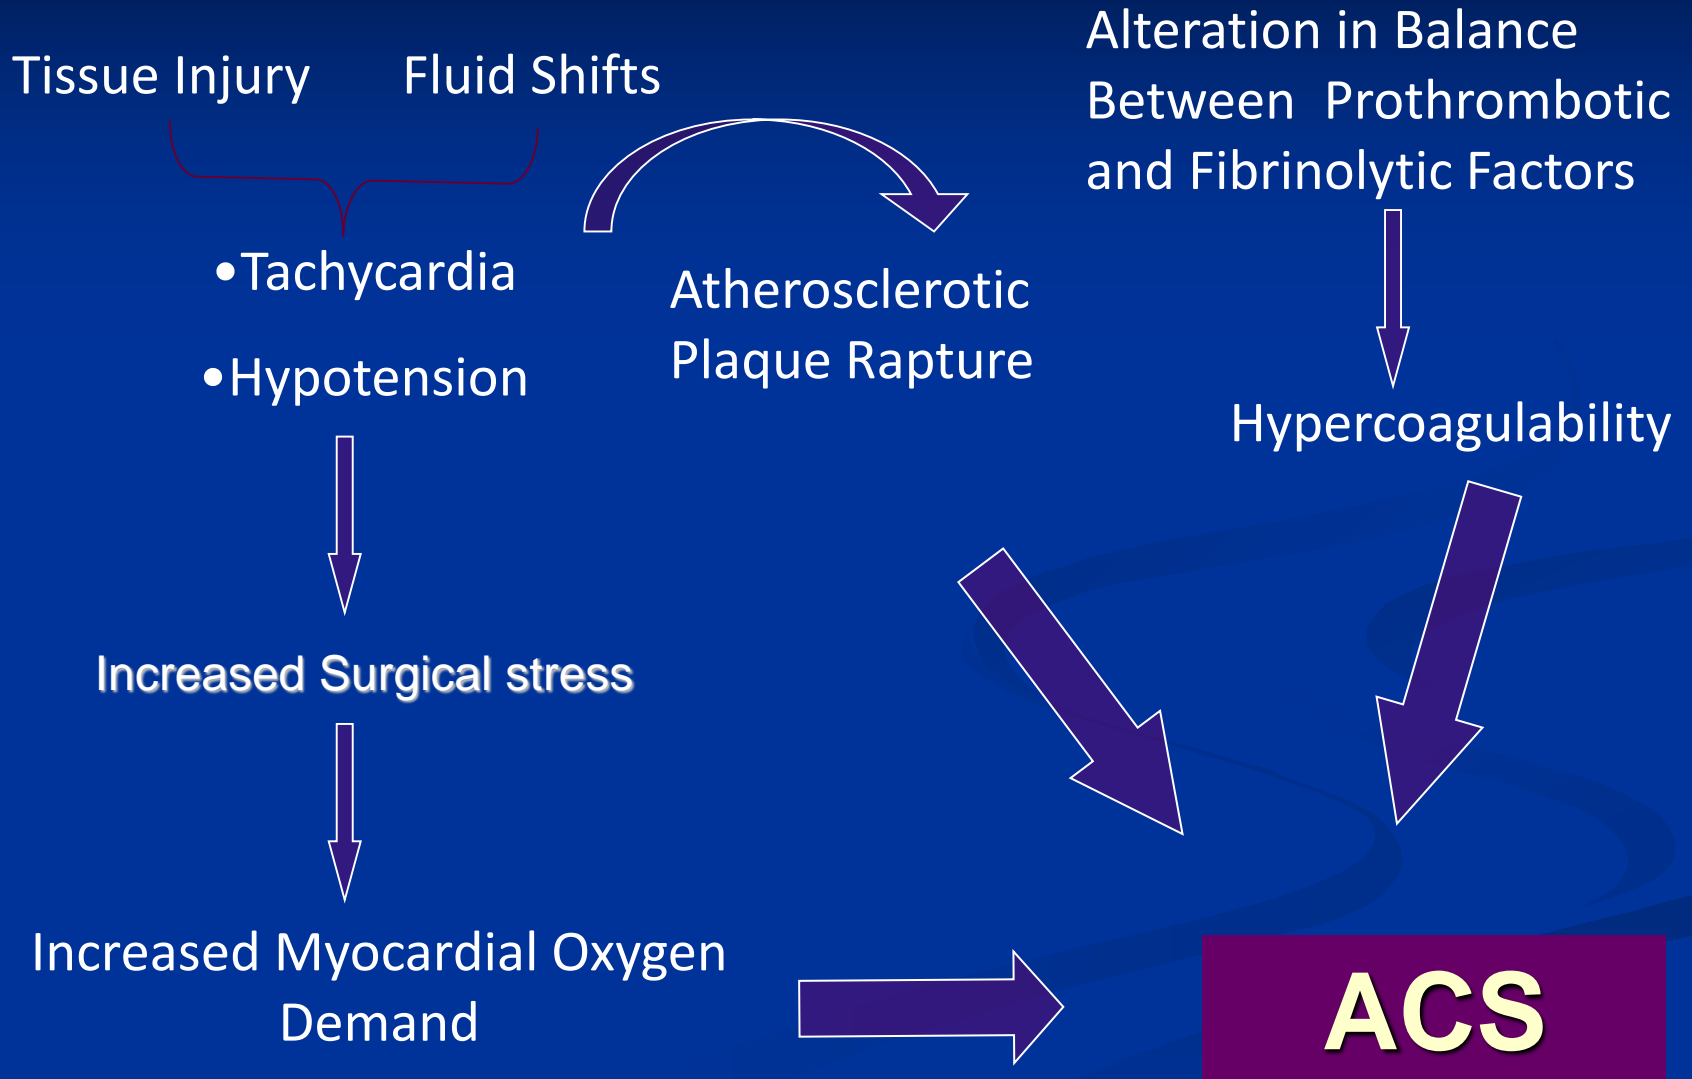 Tissue Injury
Fluid Shifts
•Tachycardia
•Hypotension
Increased Surgical stress
Increased Myocardial Oxygen
Demand
Atherosclerotic
Plaque Rapture
Alteration in Balance
Between Prothrombotic
and Fibrinolytic Factors
Hypercoagulability
ACS